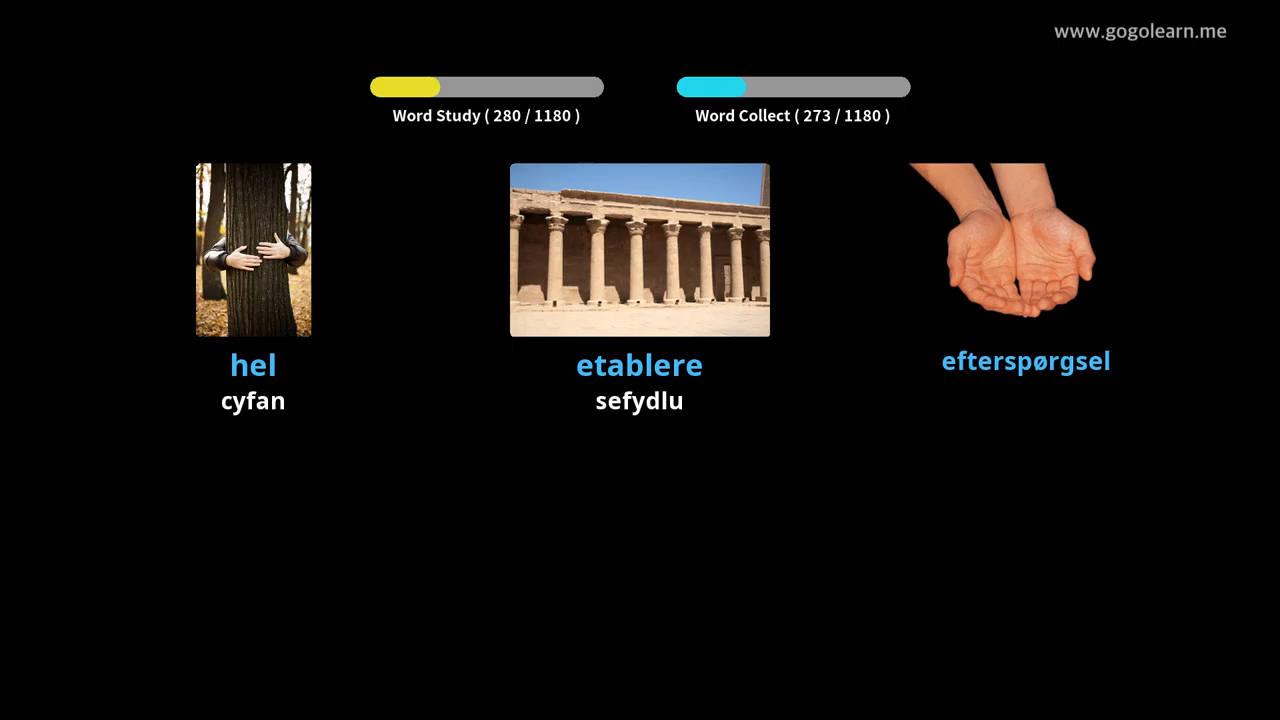 www.gogolearn.me
Word Study ( 280 / 1180 )
Word Collect ( 273 / 1180 )
hel
cyfan
etablere
sefydlu
efterspørgsel